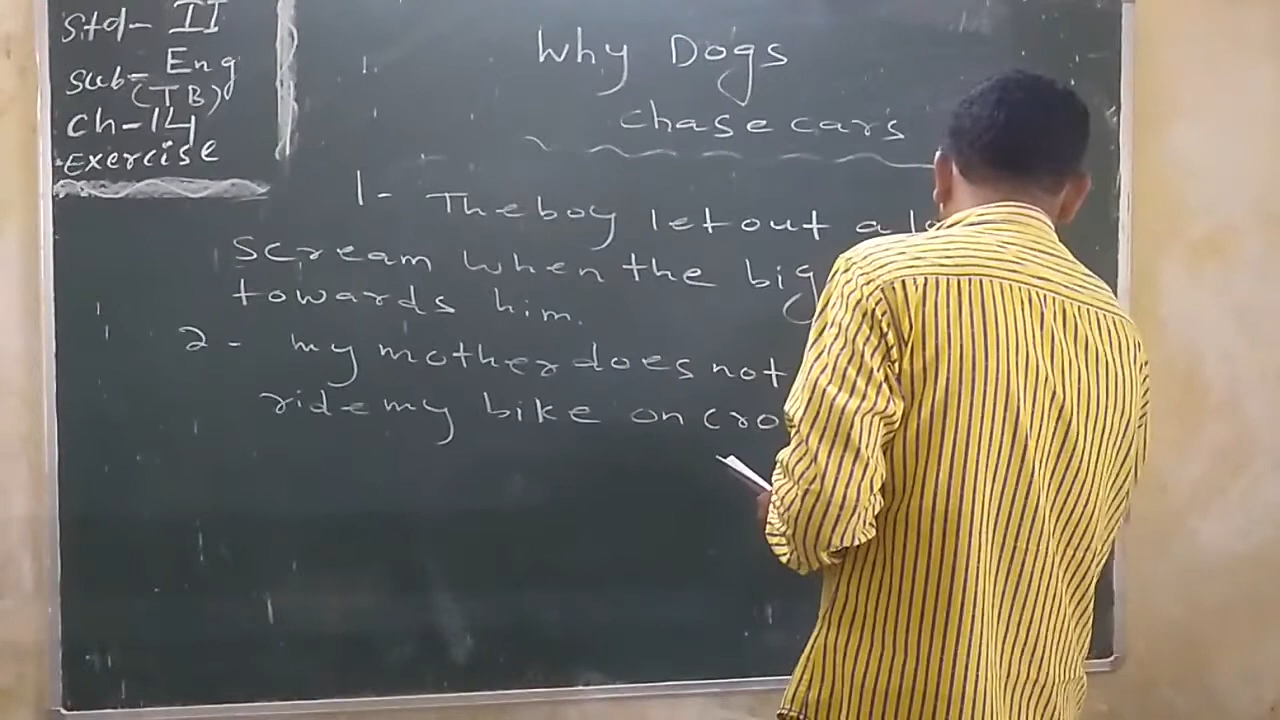 Std- II
Sub- Eng
(TB)
Ch-14
Exercise
Why Dogs
chase cars
1- The boy let out a
scream when the big
towards him.
2- my mother does not
ride my bike on